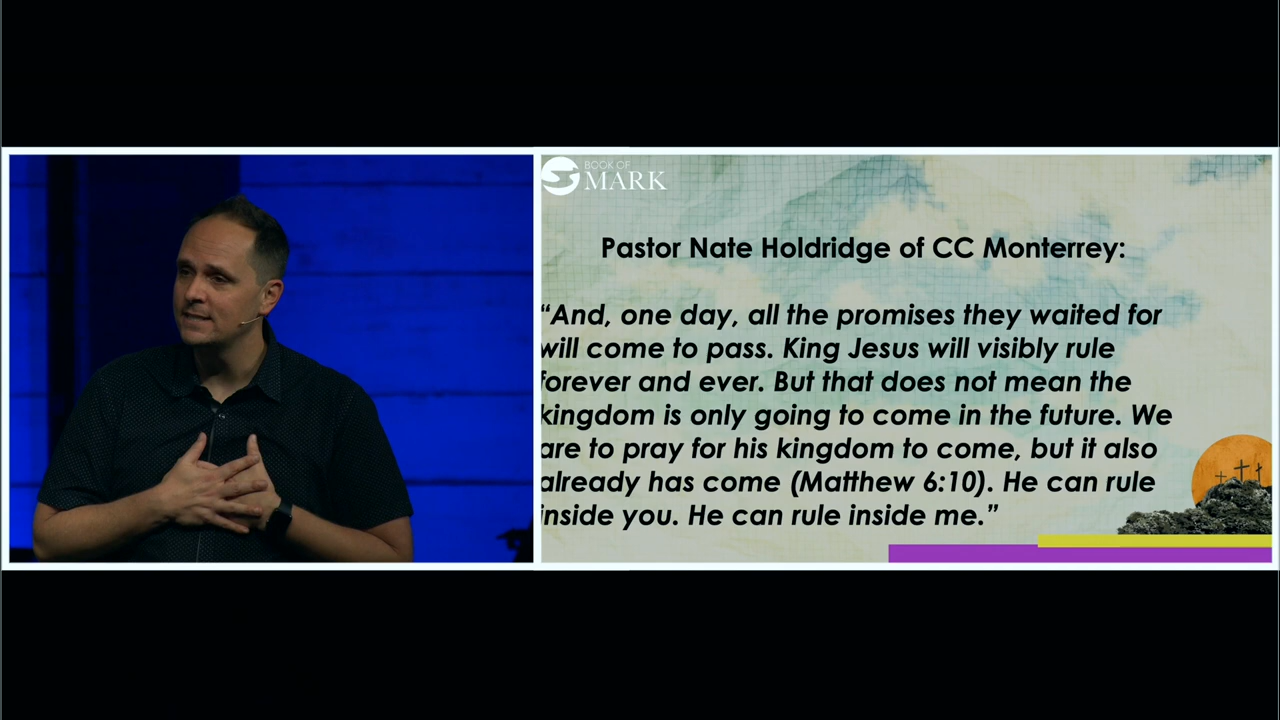 BOOK OF
MARK
Pastor Nate Holdridge of CC Monterrey:
“And, one day, all the promises they waited for
will come to pass. King Jesus will visibly rule
forever and ever. But that does not mean the
kingdom is only going to come in the future. We
are to pray for his kingdom to come, but it also
already has come (Matthew 6:10). He can rule
inside you. He can rule inside me.”